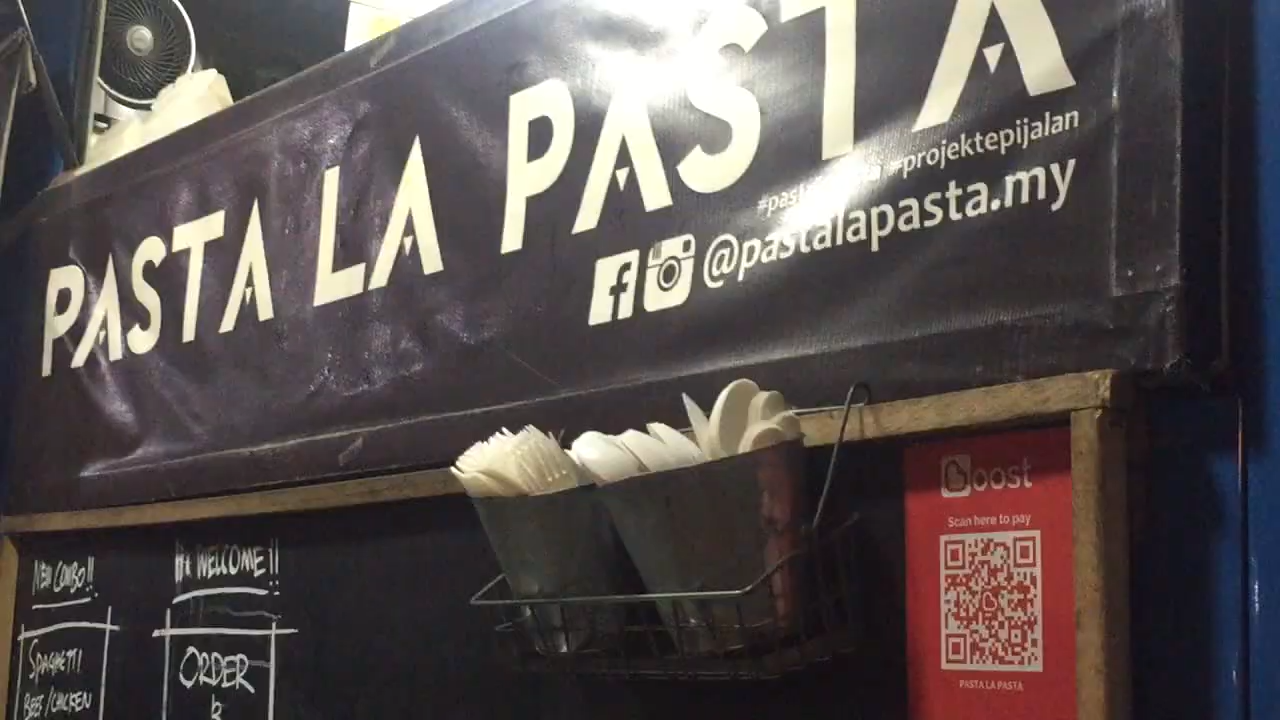 PASTA LA PASTA
#projektepijalan
@pastalapasta.my
Boost
Scan here to pay
PASTA LA PASTA
NEW COMBO!!
SPAGHETTI
BEEF/CHICKEN
Hi WELCOME!!
ORDER